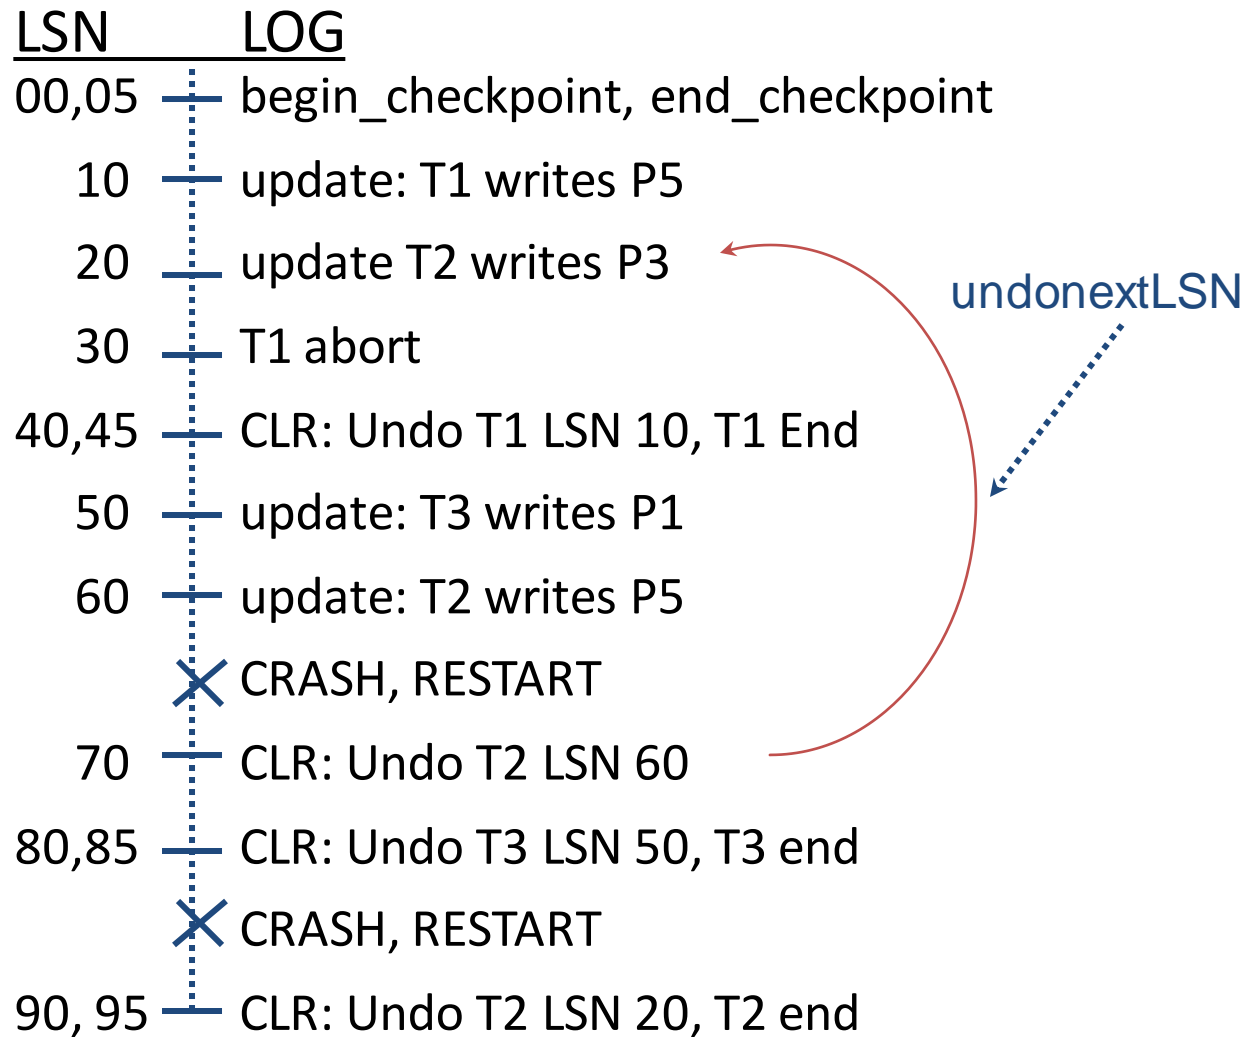 LSN LOG
00,05 begin_checkpoint, end_checkpoint
10 update: T1 writes P5
20 update T2 writes P3
undonextLSN
30 T1 abort
40,45 CLR: Undo T1 LSN 10, T1 End
50 update: T3 writes P1
60 update: T2 writes P5
CRASH, RESTART
70 CLR: Undo T2 LSN 60
80,85 CLR: Undo T3 LSN 50, T3 end
CRASH, RESTART
90, 95 CLR: Undo T2 LSN 20, T2 end